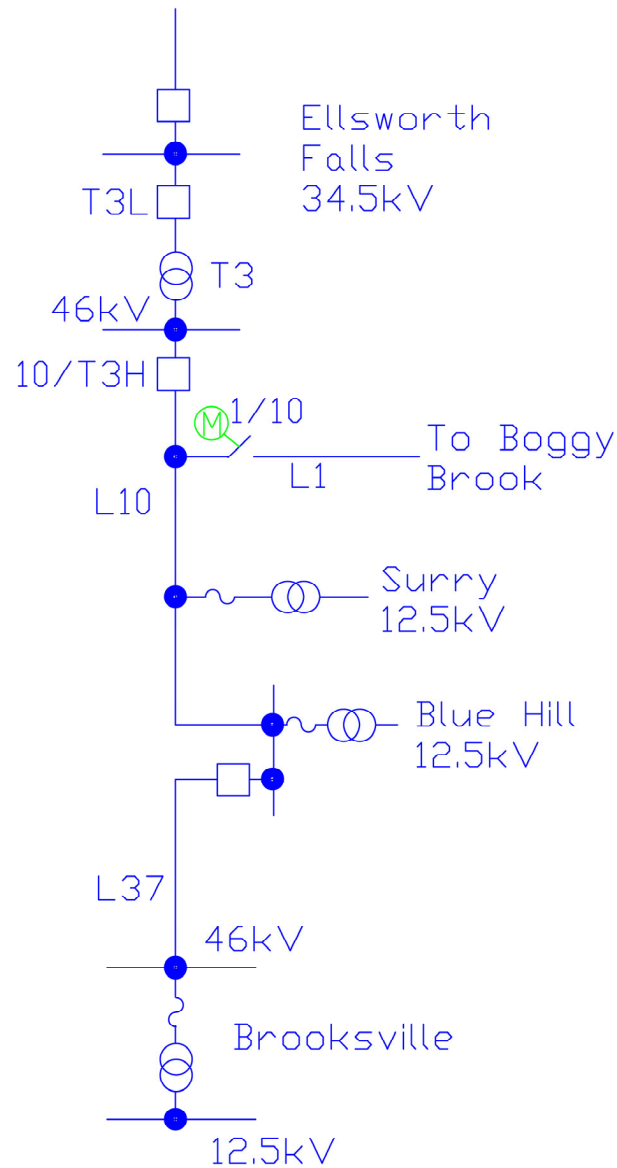 Ellsworth
Falls
34.5kV
T3L
T3
46kV
10/T3H
M
1/10
To Boggy
Brook
L1
L10
Surry
12.5kV
Blue Hill
12.5kV
L37
46kV
Brooksville
12.5kV